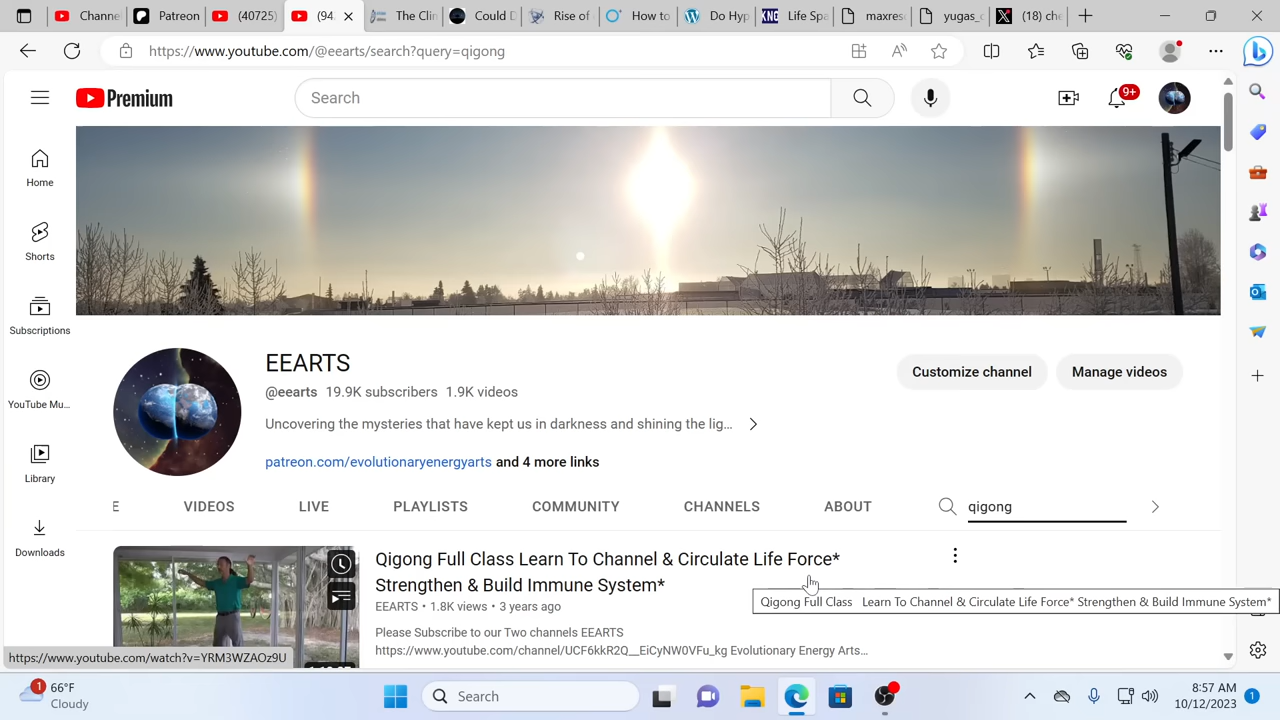 (94
Patreon
(40725)
Could D
the Clin
Rise of
How to
Do Hyp
KNO
Life Spa
learnres
yugas_c
(18) che
https://www.youtube.com/@eearts/search?query=qigong
Premium
Search
9+
Home
Shorts
Subscriptions
YouTube Mu...
Library
Downloads
EEARTS
@eearts 19.9K subscribers 1.9K videos
Customize channel
Manage videos
Uncovering the mysteries that have kept us in darkness and shining the lig...
patreon.com/evolutionaryenergyarts and 4 more links
E VIDEOS LIVE PLAYLISTS COMMUNITY CHANNELS ABOUT qigong
Qigong Full Class Learn To Channel & Circulate Life Force*
Strengthen & Build Immune System*
EEARTS • 1.8K views • 3 years ago
Qigong Full Class Learn To Channel & Circulate Life Force* Strengthen & Build Immune System*
Please Subscribe to our Two channels EEARTS
https://www.youtube.com/channel/UCF6kkR2Q__EiCyNW0VFu_kg Evolutionary Energy Arts...
https://www.youtube.com/watch?v=YRM3WZAOz9U
1
66°F
Cloudy
Search
8:57 AM
10/12/2023
1